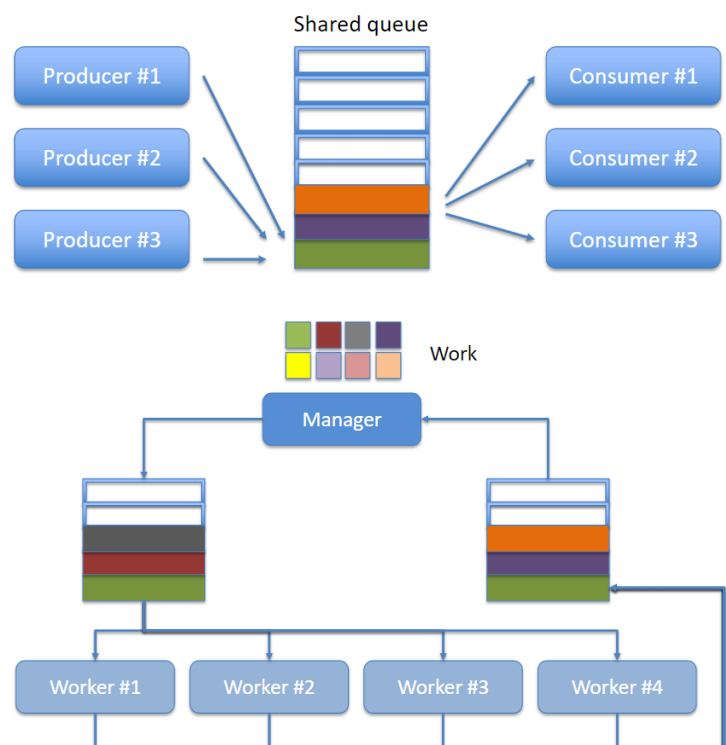 Shared queue
Producer #1
Consumer #1
Producer #2
Consumer #2
Producer #3
Consumer #3
Work
Manager
Worker #1
Worker #2
Worker #3
Worker #4